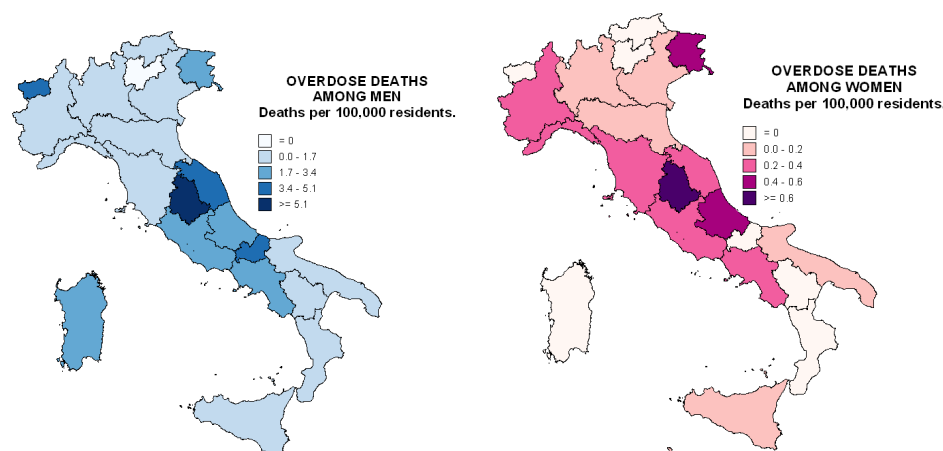 OVERDOSE DEATHS
AMONG MEN
Deaths per 100,000 residents.
= 0
0.0 - 1.7
1.7 - 3.4
3.4 - 5.1
>= 5.1
OVERDOSE DEATHS
AMONG WOMEN
Deaths per 100,000 residents
= 0
0.0 - 0.2
0.2 - 0.4
0.4 - 0.6
>= 0.6